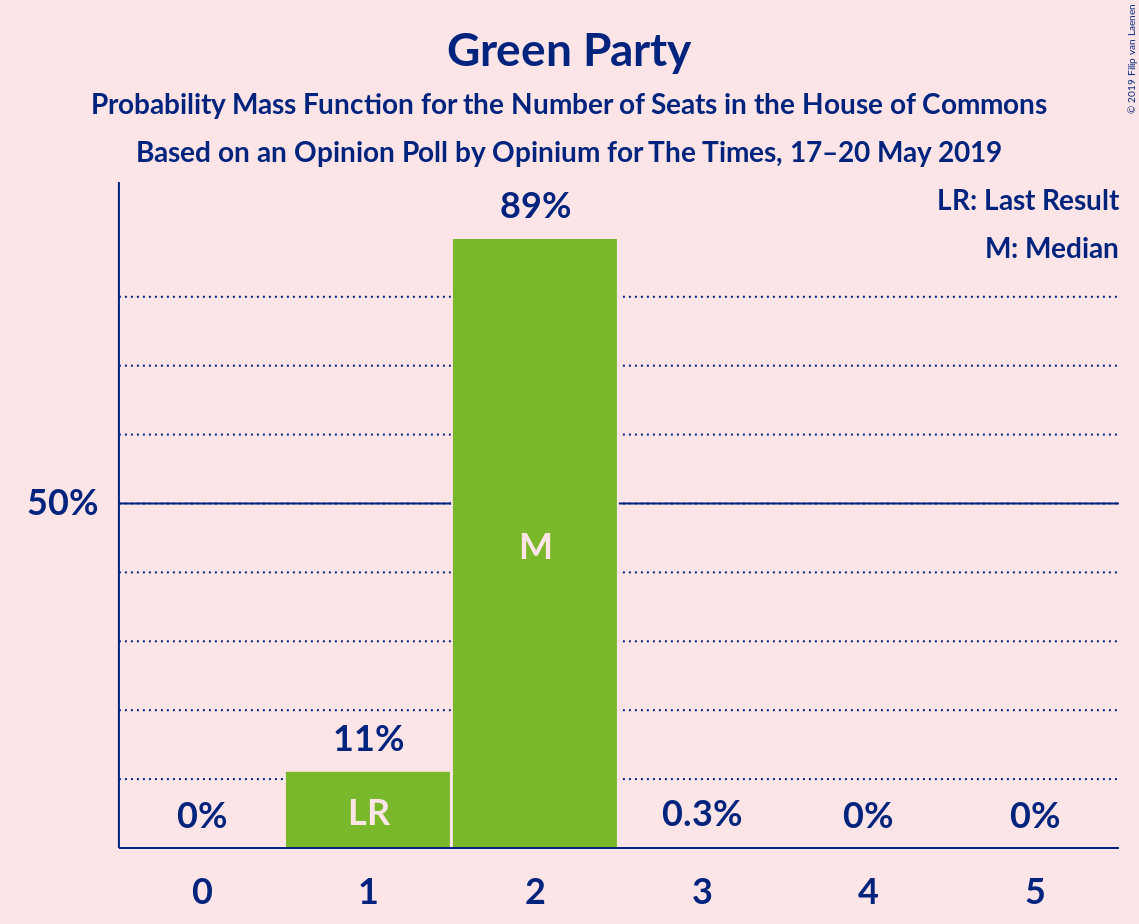 Green Party
Probability Mass Function for the Number of Seats in the House of Commons
Based on an Opinion Poll by Opinium for The Times, 17–20 May 2019
© 2019 Filip van Laenen
LR: Last Result
M: Median
89%
50%
M
11%
LR
0%
0.3%
0%
0%
0 1 2 3 4 5